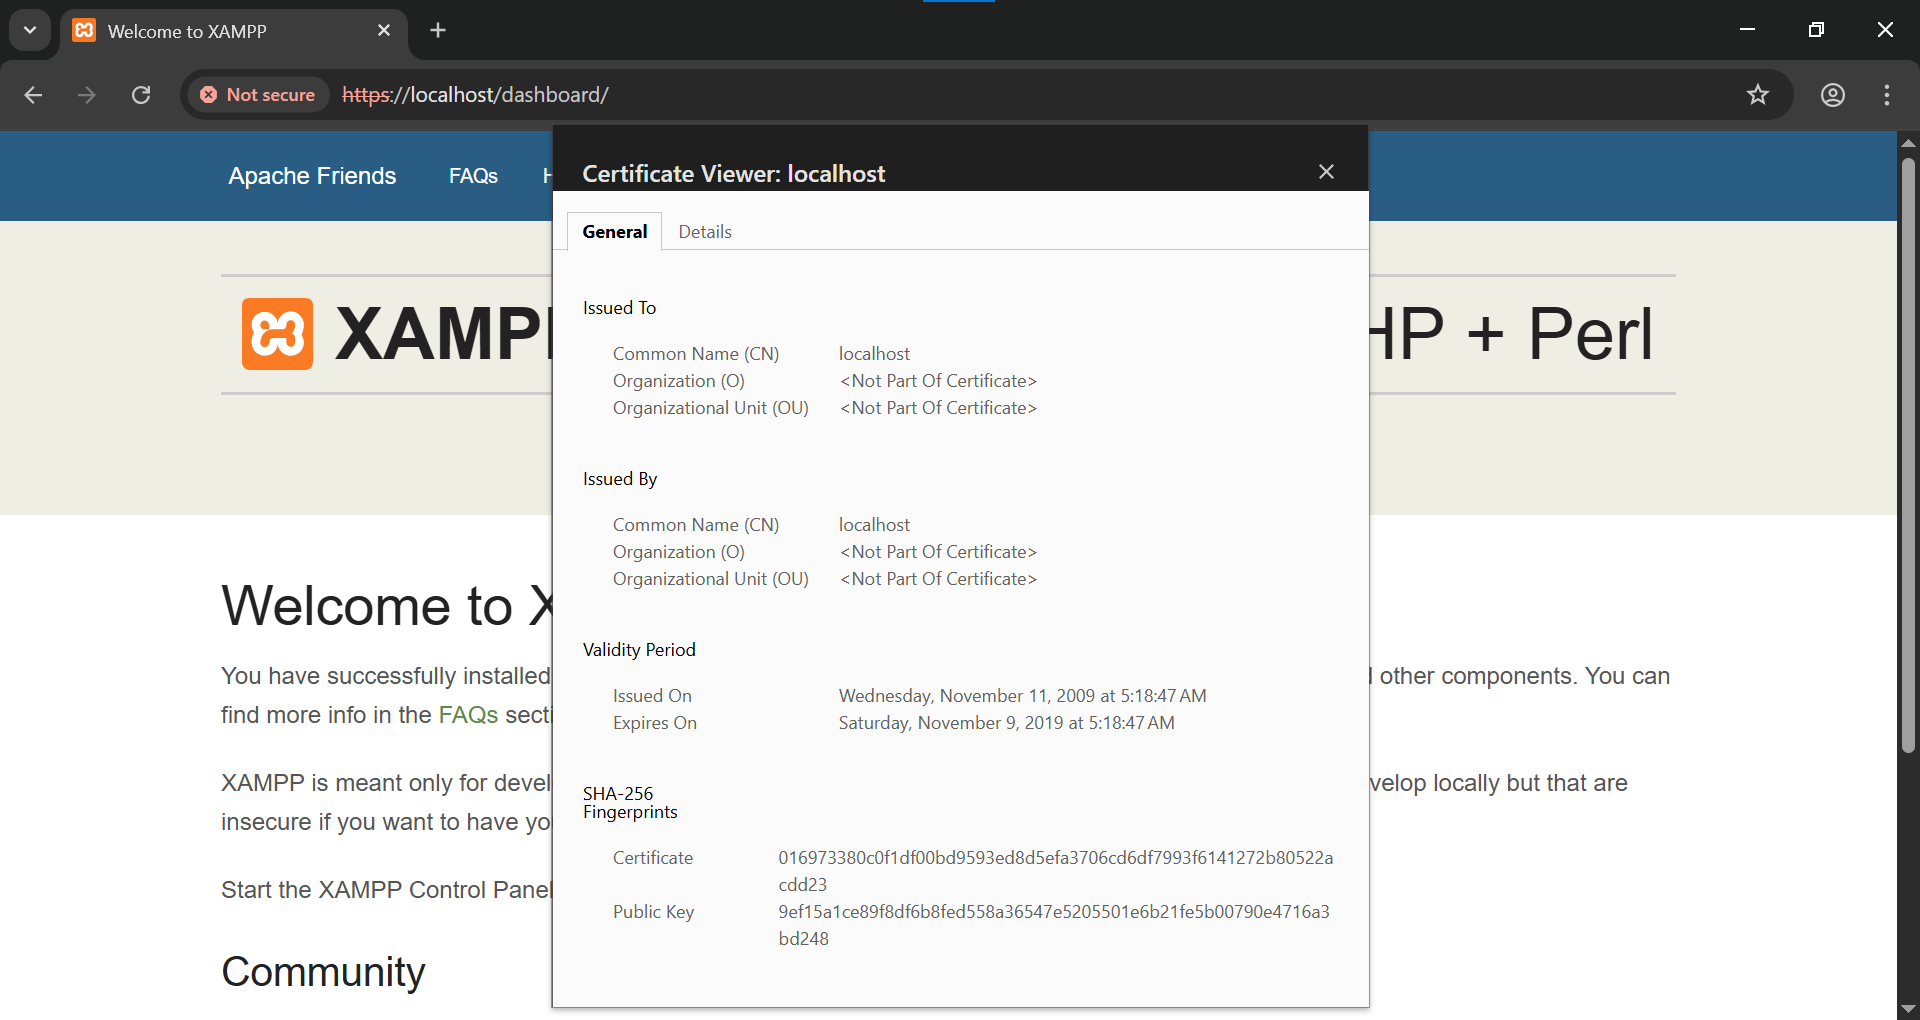 Welcome to XAMPP
Not secure https://localhost/dashboard/
Apache Friends FAQs
Certificate Viewer: localhost
General Details
XAMPP
HP + Perl
Issued To
Common Name (CN) localhost
Organization (O) <Not Part Of Certificate>
Organizational Unit (OU) <Not Part Of Certificate>
Issued By
Common Name (CN) localhost
Organization (O) <Not Part Of Certificate>
Organizational Unit (OU) <Not Part Of Certificate>
Welcome to X
Validity Period
You have successfully installed
other components. You can
Issued On Wednesday, November 11, 2009 at 5:18:47 AM
find more info in the FAQs secti
Expires On Saturday, November 9, 2019 at 5:18:47 AM
XAMPP is meant only for devel
velop locally but that are
SHA-256
Fingerprints
insecure if you want to have yo
Certificate 016973380c0f1df00bd9593ed8d5efa3706cd6df7993f6141272b80522a
cdd23
Start the XAMPP Control Panel
Public Key 9ef15a1ce89f8df6b8fed558a36547e5205501e6b21fe5b00790e4716a3
bd248
Community